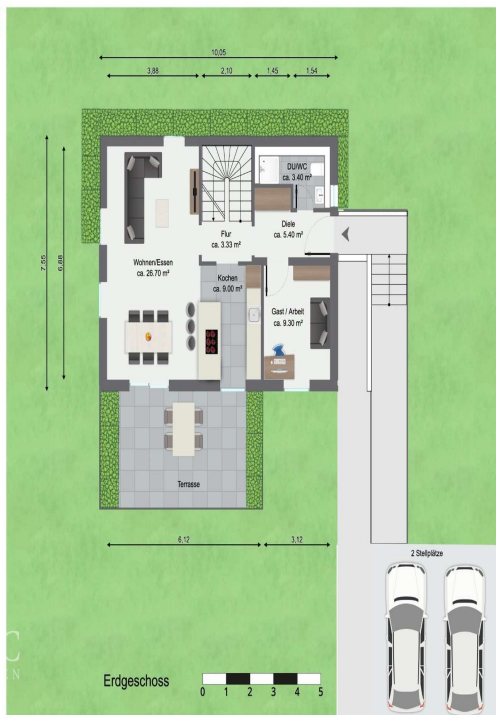 10,05
3,88 2,10 1,45 1,54
7,55
6,88
DU/WC
ca. 3.40 m²
Flur
ca. 3.33 m²
Diele
ca. 5.40 m²
Wohnen/Essen
ca. 26.70 m²
Kochen
ca. 9.00 m²
Gast / Arbeit
ca. 9.30 m²
Terrasse
6,12 3,12
2 Stellplätze
C
EN
Erdgeschoss
0 1 2 3 4 5